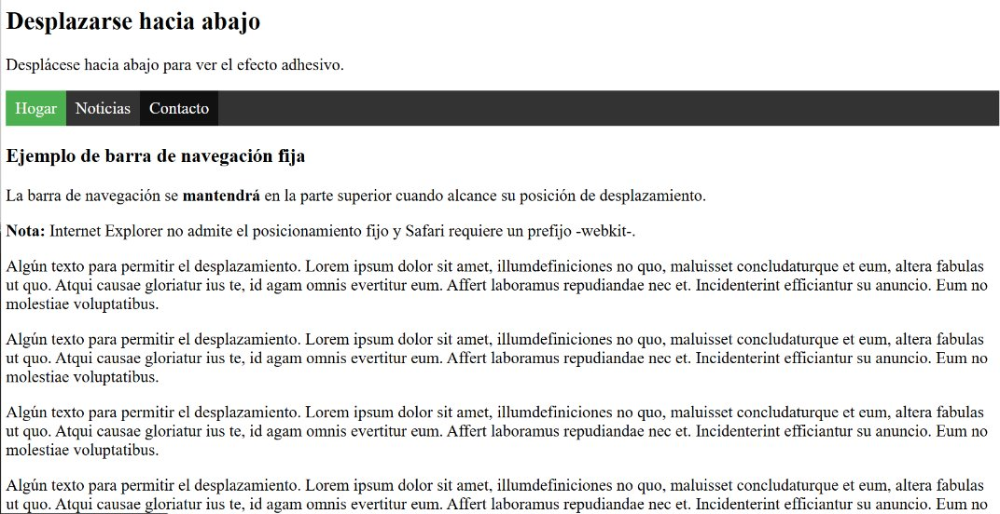 Desplazarse hacia abajo
Desplácese hacia abajo para ver el efecto adhesivo.
Hogar Noticias Contacto
Ejemplo de barra de navegación fija
La barra de navegación se mantendrá en la parte superior cuando alcance su posición de desplazamiento.
Nota: Internet Explorer no admite el posicionamiento fijo y Safari requiere un prefijo -webkit-.
Algún texto para permitir el desplazamiento. Lorem ipsum dolor sit amet, illumdefiniciones no quo, maluisset concludaturque et eum, altera fabulas
ut quo. Atqui causae gloriatur ius te, id agam omnis evertitur eum. Affert laboramus repudiandae nec et. Incidenterint efficiantur su anuncio. Eum no
molestiae voluptatibus.
Algún texto para permitir el desplazamiento. Lorem ipsum dolor sit amet, illumdefiniciones no quo, maluisset concludaturque et eum, altera fabulas
ut quo. Atqui causae gloriatur ius te, id agam omnis evertitur eum. Affert laboramus repudiandae nec et. Incidenterint efficiantur su anuncio. Eum no
molestiae voluptatibus.
Algún texto para permitir el desplazamiento. Lorem ipsum dolor sit amet, illumdefiniciones no quo, maluisset concludaturque et eum, altera fabulas
ut quo. Atqui causae gloriatur ius te, id agam omnis evertitur eum. Affert laboramus repudiandae nec et. Incidenterint efficiantur su anuncio. Eum no
molestiae voluptatibus.
Algún texto para permitir el desplazamiento. Lorem ipsum dolor sit amet, illumdefiniciones no quo, maluisset concludaturque et eum, altera fabulas
ut quo. Atqui causae gloriatur ius te, id agam omnis evertitur eum. Affert laboramus repudiandae nec et. Incidenterint efficiantur su anuncio. Eum no